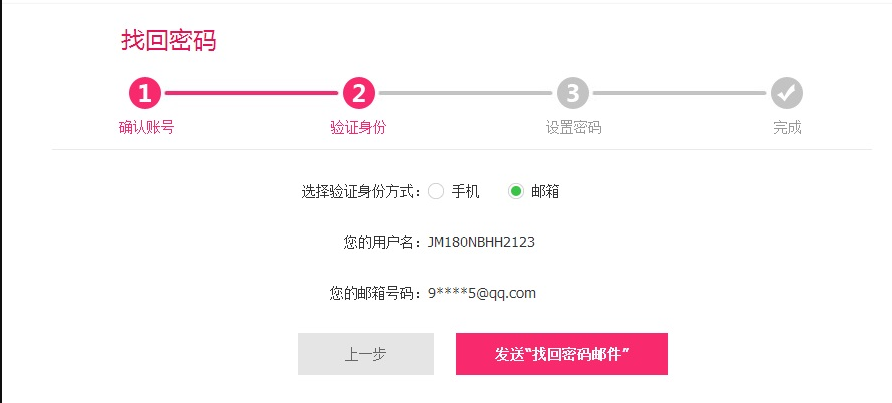 找回密码
1 2 3
确认账号 验证身份 设置密码 完成
选择验证身份方式： 手机 邮箱
您的用户名：JM180NBHH2123
您的邮箱号码：9****5@qq.com
上一步 发送“找回密码邮件”